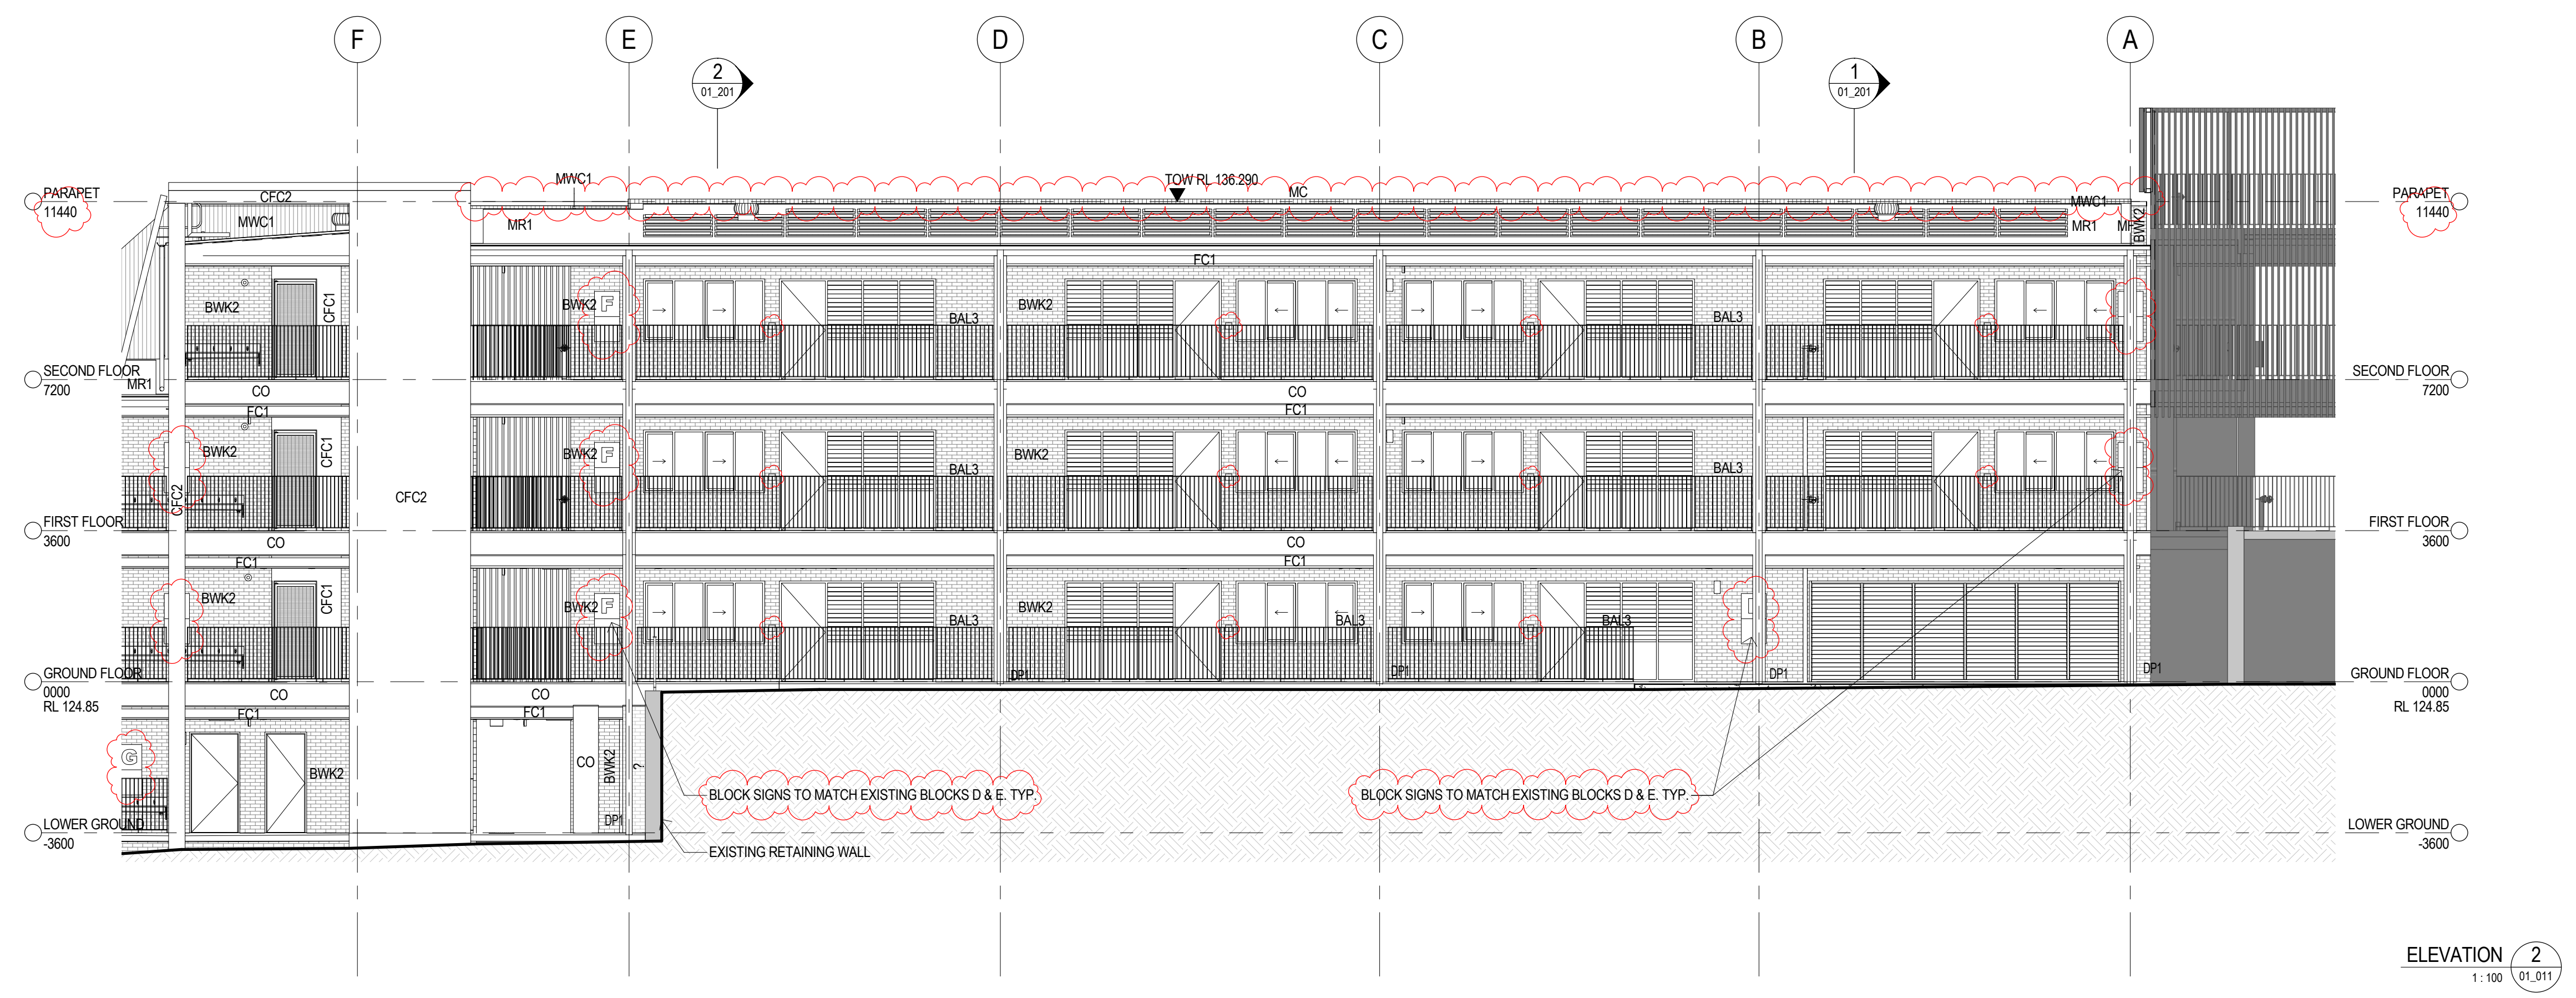 F
E
D
C
B
A
2
01_201
1
01_201
PARAPET
11440
CFC2
MWC1
MWC1
MR1
TOW RL 136.290
MC
MWC1
MR1
MF
BWK2
PARAPET
11440
FC1
BWK2
CFC1
BWK2
F
BAL3
BWK2
BAL3
SECOND FLOOR
7200
MR1
CO
CO
SECOND FLOOR
7200
FC1
FC1
BWK2
CFC1
CFC2
CFC2
BWK2
F
BAL3
BWK2
BAL3
FIRST FLOOR
3600
CO
CO
FIRST FLOOR
3600
FC1
FC1
BWK2
CFC1
BWK2
F
BAL3
BWK2
BAL3
BAL3
GROUND FLOOR
0000
RL 124.85
CO
CO
DP1
DP1
DP1
DP1
GROUND FLOOR
0000
RL 124.85
FC1
FC1
G
BWK2
CO
BWK2
?
DP1
BLOCK SIGNS TO MATCH EXISTING BLOCKS D & E. TYP.
BLOCK SIGNS TO MATCH EXISTING BLOCKS D & E. TYP.
LOWER GROUND
-3600
EXISTING RETAINING WALL
LOWER GROUND
-3600
ELEVATION
1 : 100
2
01_011